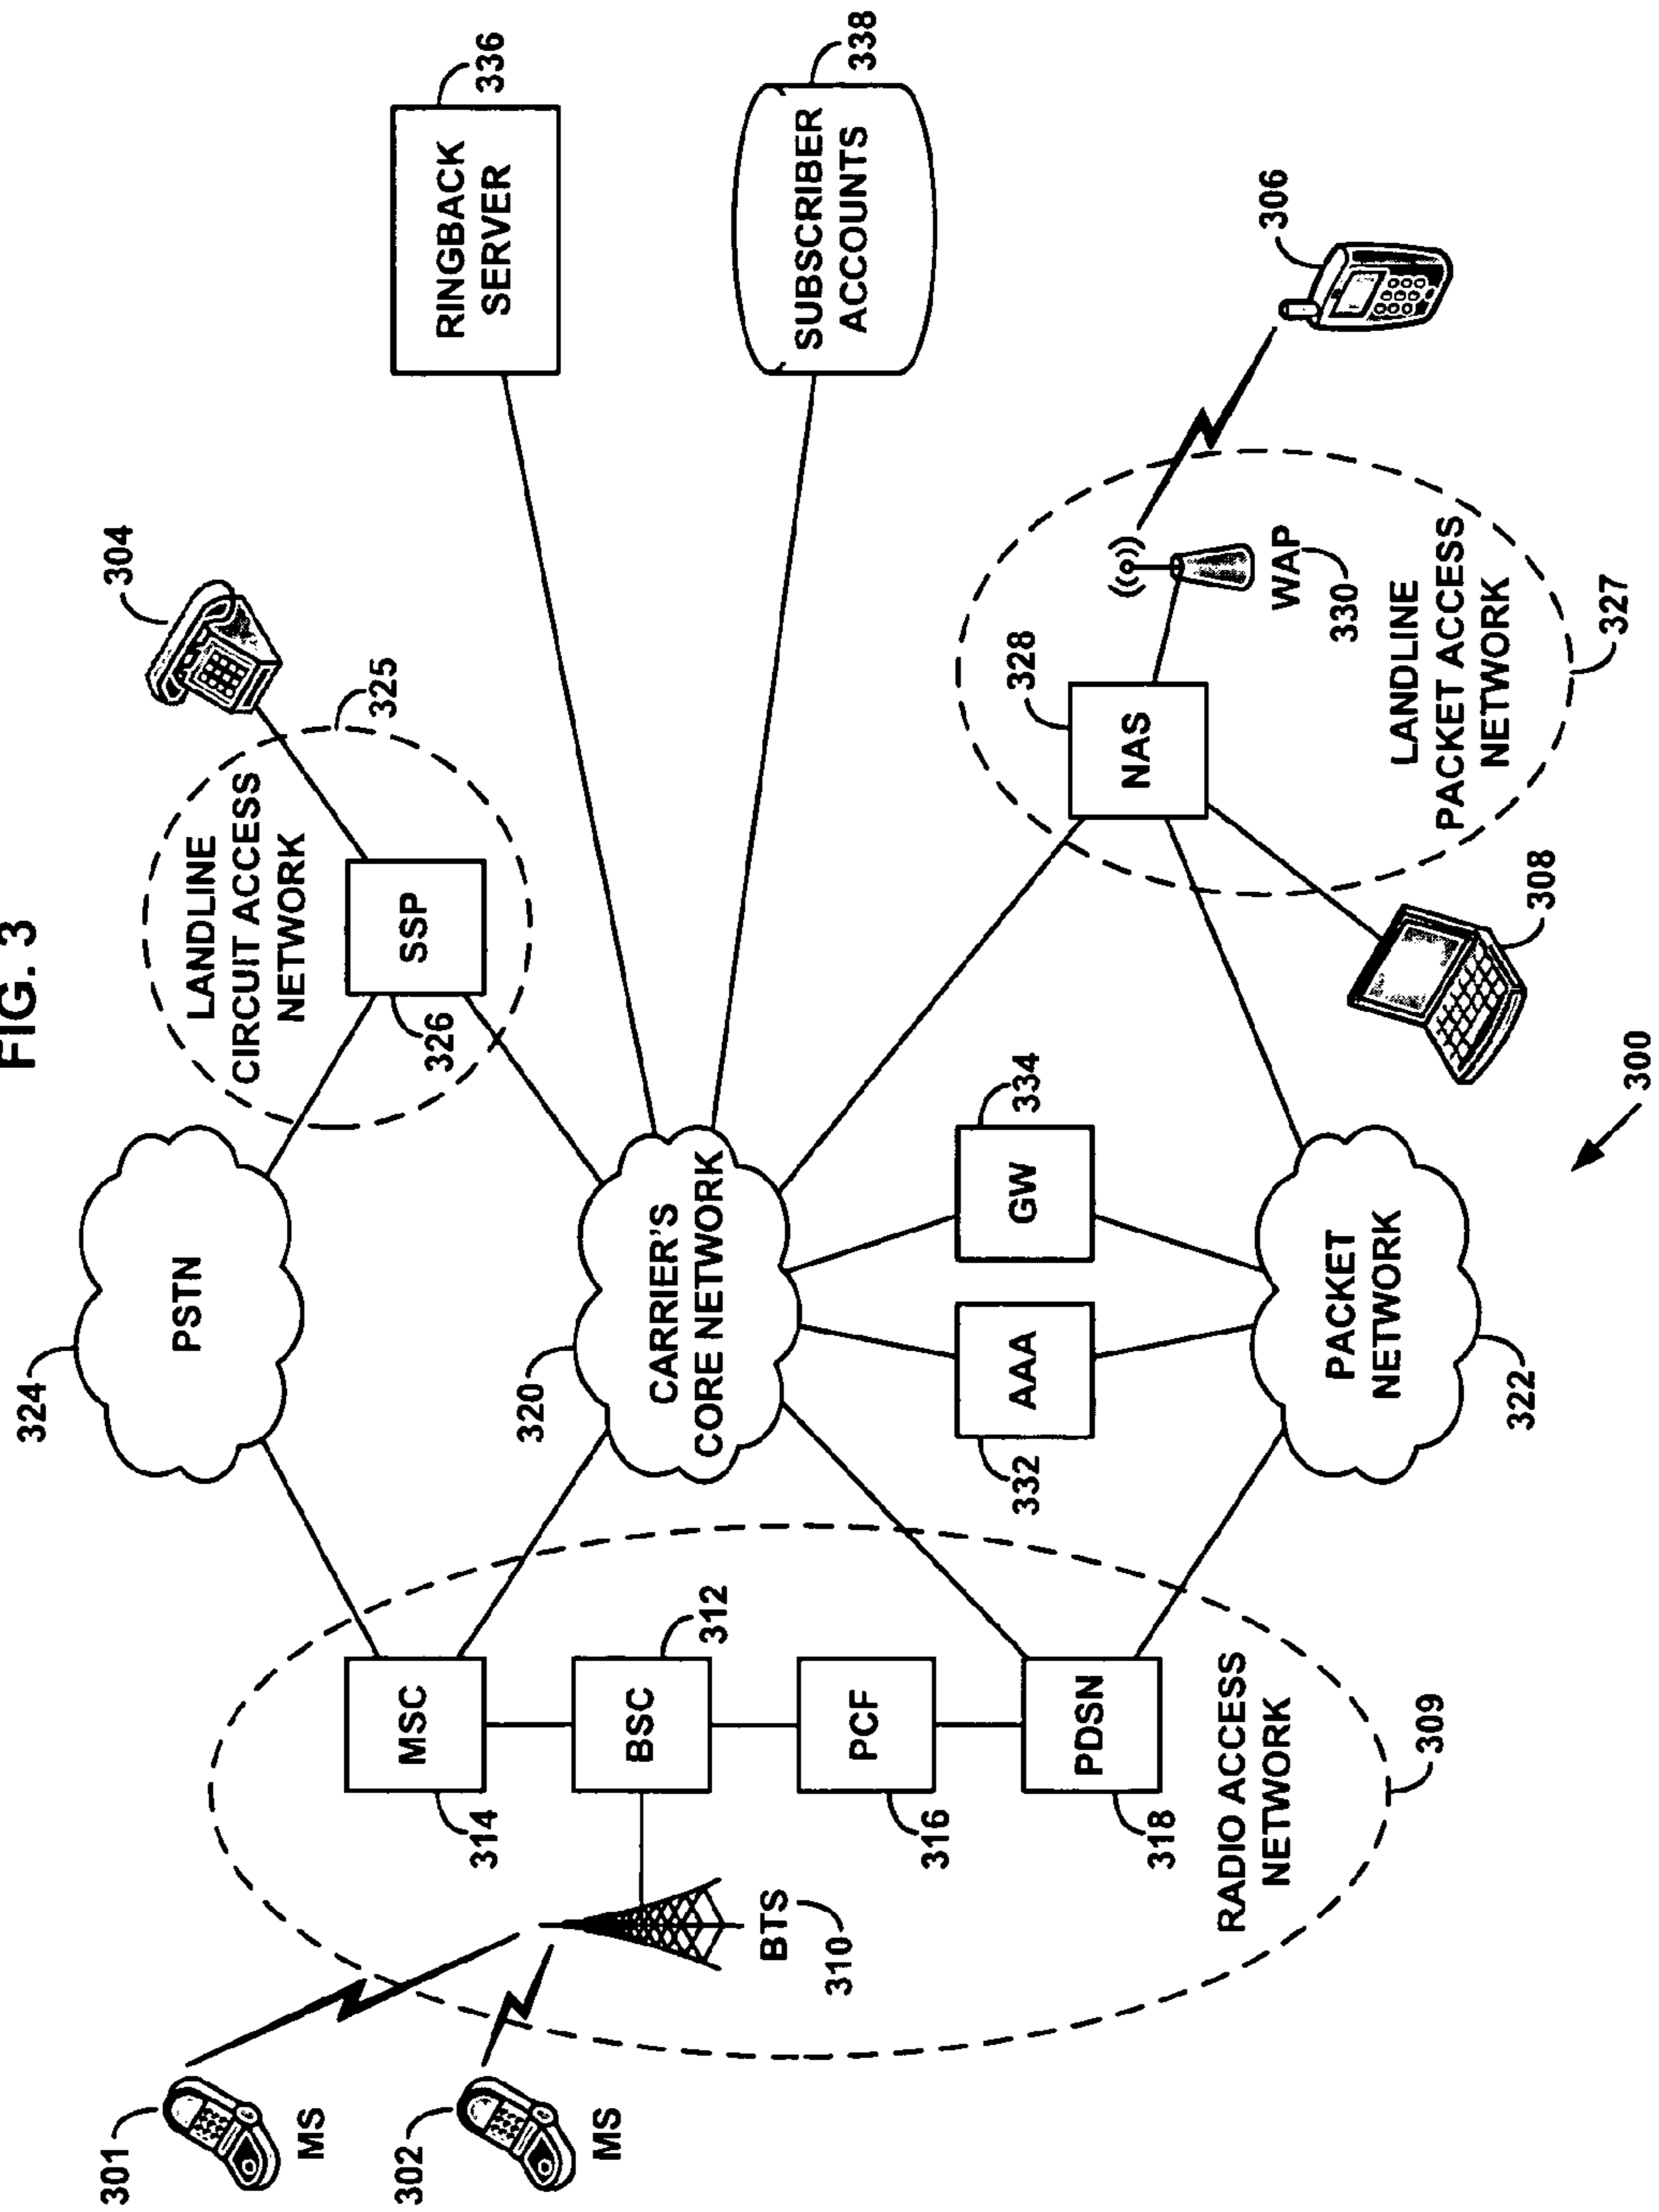 FIG. 3
301
MS
302
MS
324
PSTN
LANDLINE
CIRCUIT ACCESS
NETWORK
304
325
SSP
326
RINGBACK
SERVER
336
MSC
314
BSC
312
PCF
316
PDSN
318
BTS
310
RADIO ACCESS
NETWORK
309
320
CARRIER'S
CORE NETWORK
SUBSCRIBER
ACCOUNTS
338
AAA
332
GW
334
PACKET
NETWORK
322
328
NAS
WAP
330
306
LANDLINE
PACKET ACCESS
NETWORK
327
308
300